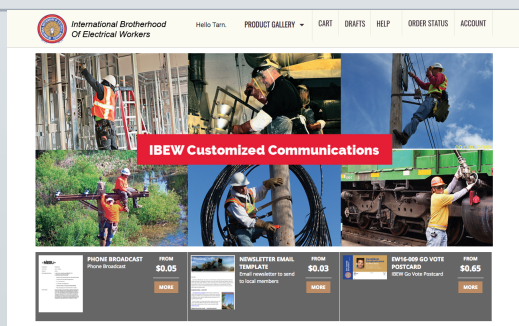 International Brotherhood
Of Electrical Workers
Hello Tarn. PRODUCT GALLERY CART DRAFTS HELP ORDER STATUS ACCOUNT
IBEW Customized Communications
PHONE BROADCAST
Phone Broadcast
FROM
$0.05
MORE
NEWSLETTER EMAIL
TEMPLATE
Email newsletter to send
to local members
FROM
$0.03
MORE
EW16-009 GO VOTE
POSTCARD
IBEW Go Vote Postcard
FROM
$0.65
MORE